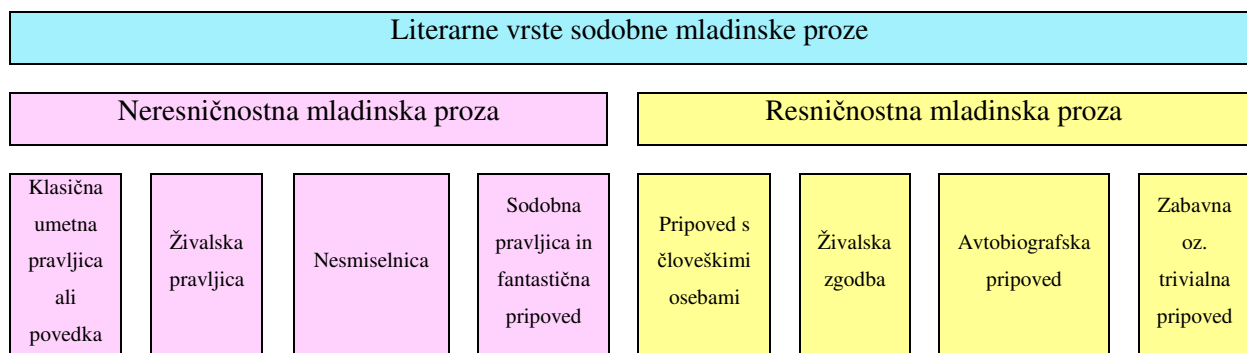 Literarne vrste sodobne mladinske proze
Neresničnostna mladinska proza
Resničnostna mladinska proza
Klasična
umetna
pravljica
ali
povedka
Živalska
pravljica
Nesmiselnica
Sodobna
pravljica in
fantastična
pripoved
Pripoved s
človeškimi
osebami
Živalska
zgodba
Avtobiografska
pripoved
Zabavna
oz.
trivialna
pripoved